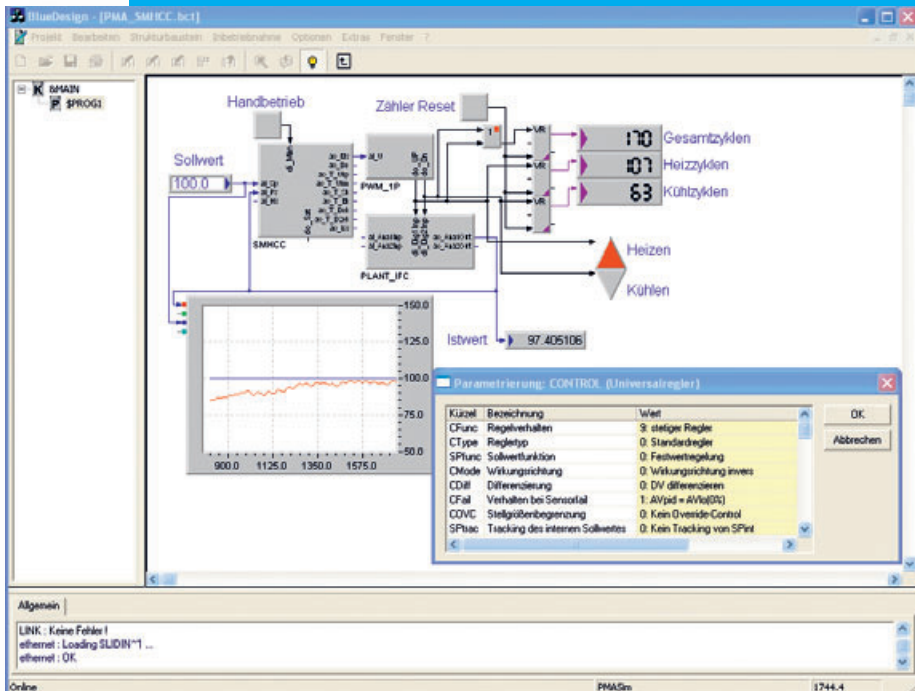 BlueDesign - [PMA_SMHCC.bct]
Projekt Bearbeiten Strukturbaustein Inbetriebnahme Optionen Extras Fenster ?
K &MAIN
P $PROG1
Handbetrieb
Zähler Reset
Sollwert
100.0
di_Man
SMHCC
PWM_1P
PLANT_IFC
VR
VR
170
107
63
Gesamtzyklen
Heizzyklen
Kühlzyklen
Heizen
Kühlen
Istwert
97.405106
150.0
125.0
100.0
75.0
50.0
900.0 1125.0 1350.0 1575.0
Parametrierung: CONTROL (Universalregler)
Kürzel Bezeichnung Wert
CFunc Regelverhalten 9: stetiger Regler
CType Reglertyp 0: Standardregler
SPfunc Sollwertfunktion 0: Festwertregelung
CMode Wirkungsrichtung 0: Wirkungsrichtung invers
CDiff Differenzierung 0: DV differenzieren
CFail Verhalten bei Sensorfail 1: AVpid = AVlo(0%)
COVC Stellgrößenbegrenzung 0: Kein Override-Control
SPtrac Tracking des internen Sollwertes 0: Kein Tracking von SPint
OK
Abbrechen
Allgemein
LINK : Keine Fehler !
ethernet : Loading SLIDIN~1 ...
ethernet : OK
Online PMASim 1744.4